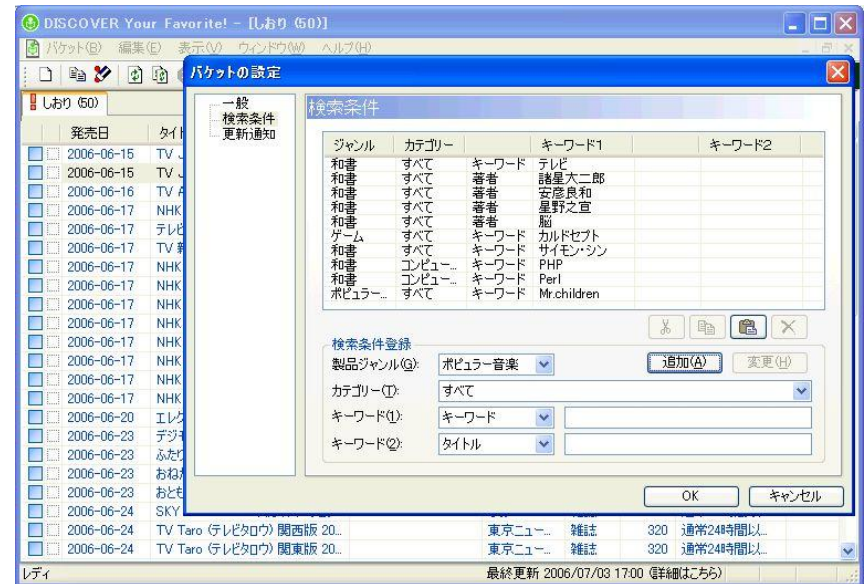 DISCOVER Your Favorite! - [しおり (50)]
バケット(B) 編集(E) 表示(V) ウィンドウ(W) ヘルプ(H)
しおり (50)
発売日
2006-06-15 TV
2006-06-15 TV
2006-06-16 TV
2006-06-17 NHK
2006-06-17 テレビ
2006-06-17 TV
2006-06-17 NHK
2006-06-17 NHK
2006-06-17 NHK
2006-06-17 NHK
2006-06-17 NHK
2006-06-17 NHK
2006-06-17 NHK
2006-06-17 NHK
2006-06-20 エレク
2006-06-23 デジモ
2006-06-23 ふたり
2006-06-23 おね
2006-06-23 おとも
2006-06-24 SKY
2006-06-24 TV Taro (テレビタロウ) 関西版 20... 東京ニュー... 雑誌 320 通常24時間以...
2006-06-24 TV Taro (テレビタロウ) 関東版 20... 東京ニュー... 雑誌 320 通常24時間以...
レディ 最終更新 2006/07/03 17:00 (詳細はこちら)
バケットの設定
一般
検索条件
更新通知
検索条件
ジャンル カテゴリー キーワード1 キーワード2
和書 すべて キーワード テレビ
和書 すべて 著者 諸星大二郎
和書 すべて 著者 安彦良和
和書 すべて 著者 星野之宣
和書 すべて 著者 脳
ゲーム すべて キーワード カルドセプト
和書 すべて キーワード サイモン・シン
和書 コンピュー... キーワード PHP
和書 コンピュー... キーワード Perl
ポピュラー... すべて キーワード Mr.children
検索条件登録
製品ジャンル(G): ポピュラー音楽 追加(A) 変更(H)
カテゴリー(T): すべて
キーワード(1): キーワード
キーワード(2): タイトル
OK キャンセル